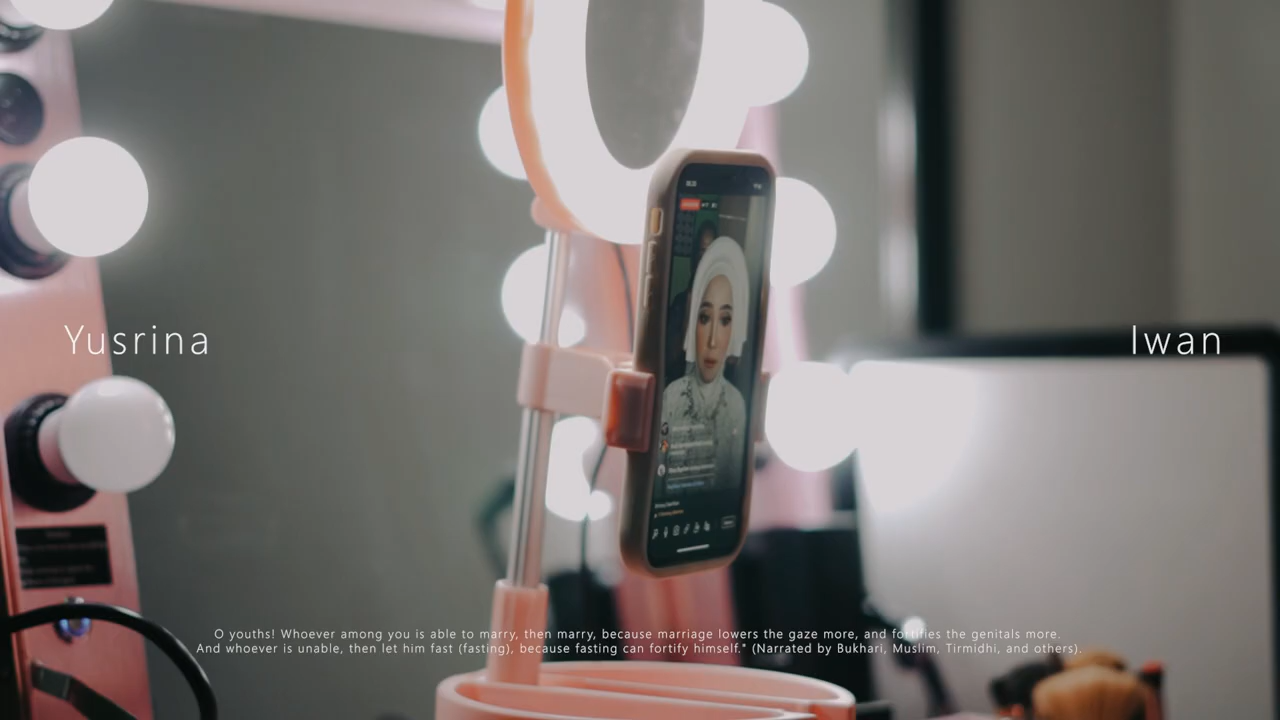 Yusrina
Iwan
O youths! Whoever among you is able to marry, then marry, because marriage lowers the gaze more, and fortifies the genitals more.
And whoever is unable, then let him fast (fasting), because fasting can fortify himself." (Narrated by Bukhari, Muslim, Tirmidhi, and others).